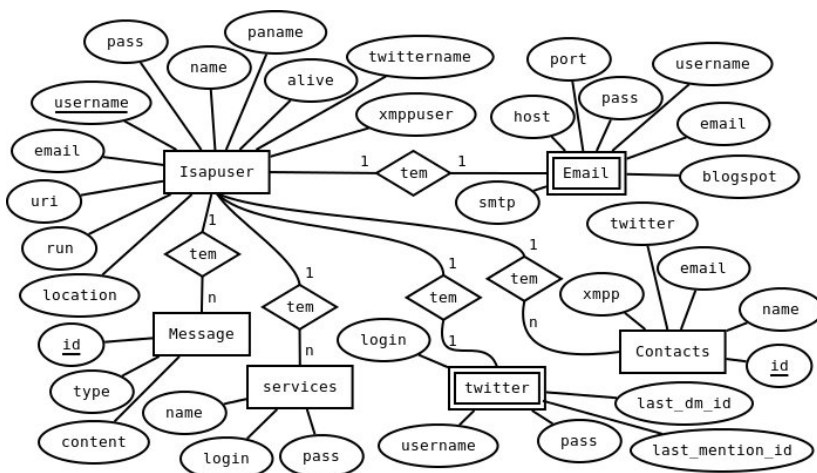 paname
pass
twittername
port
name
username
alive
pass
username
host
xmppuser
email
email
1
1
Isapuser
tem
Email
blogspot
uri
smtp
1
twitter
run
1
1
tem
1
email
tem
location
xmpp
n
tem
tem
n
name
Message
login
id
1
Contacts
n
id
services
twitter
type
last_dm_id
name
content
username
pass
login
pass
last_mention_id